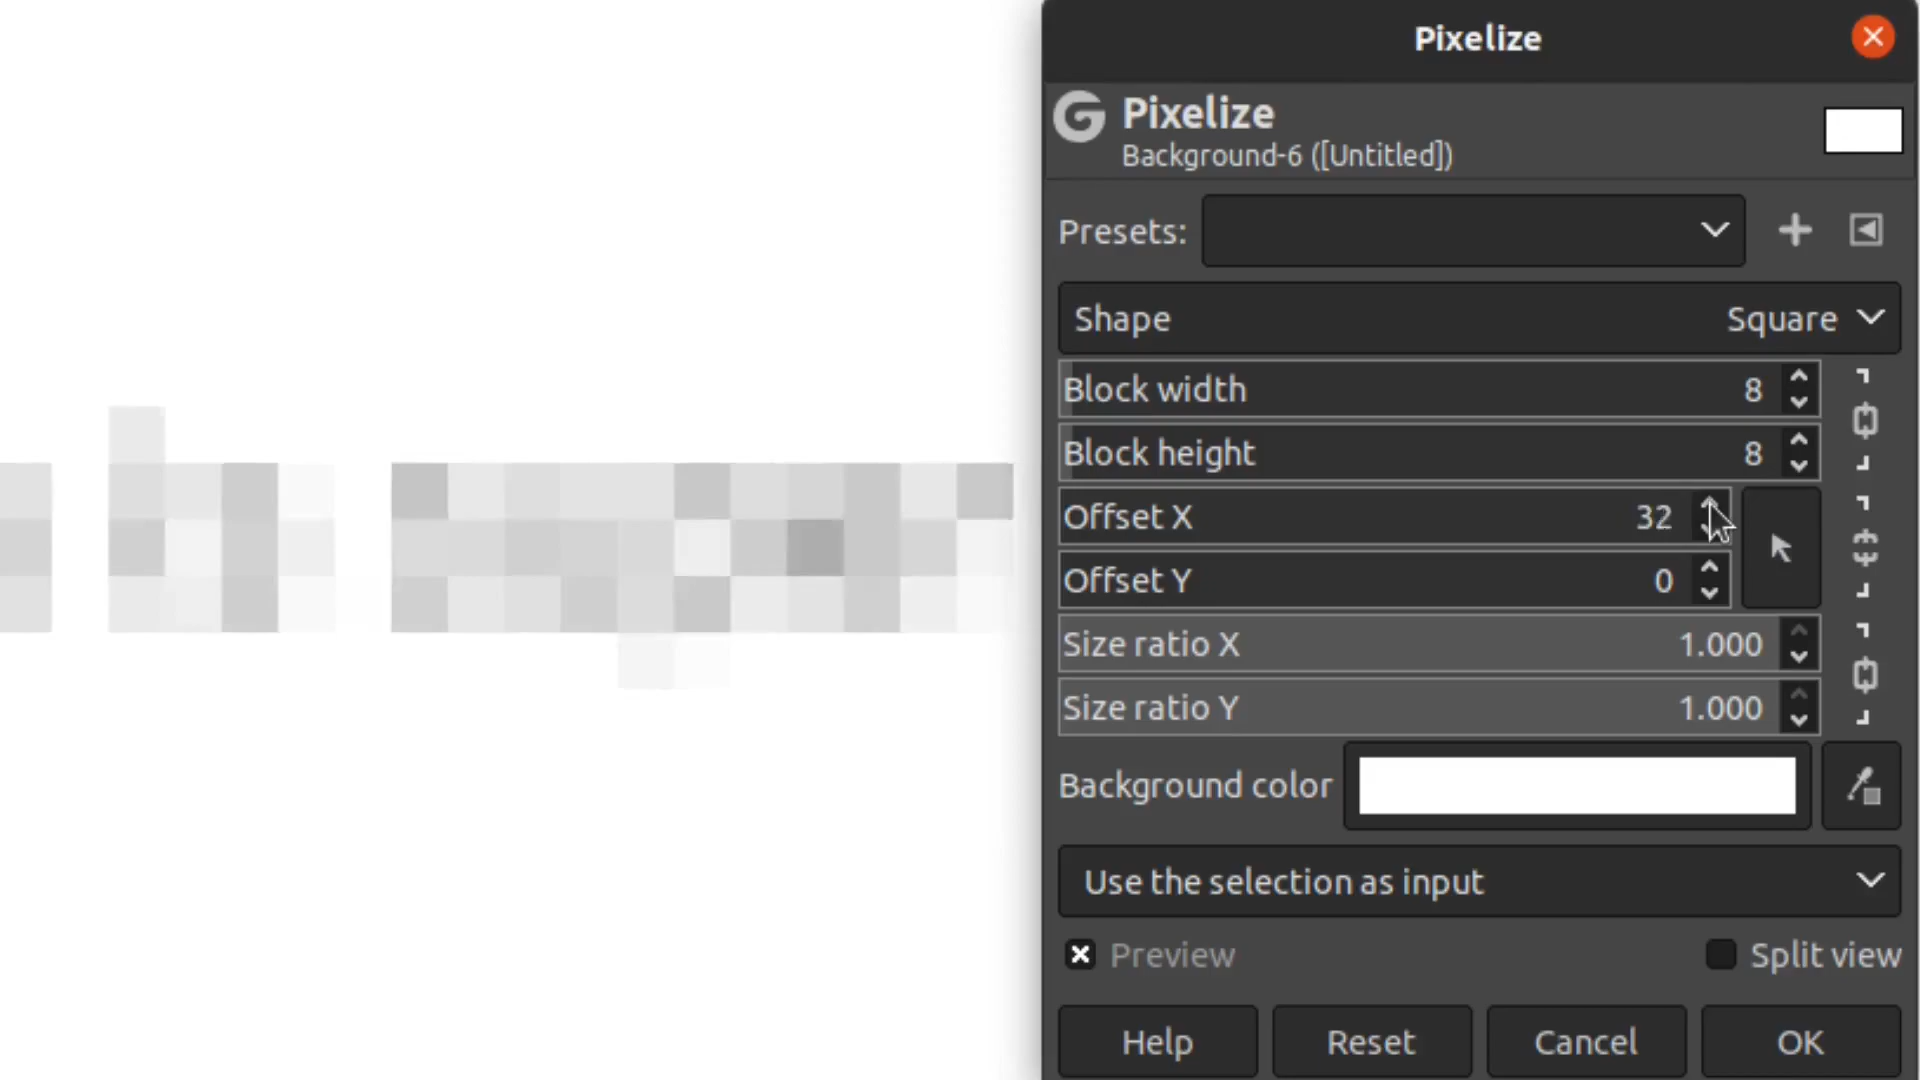 Pixelize
Pixelize
Background-6 ([Untitled])
Presets:
Shape Square
Block width 8
Block height 8
Offset X 32
Offset Y 0
Size ratio X 1.000
Size ratio Y 1.000
Background color
Use the selection as input
Preview Split view
Help Reset Cancel OK